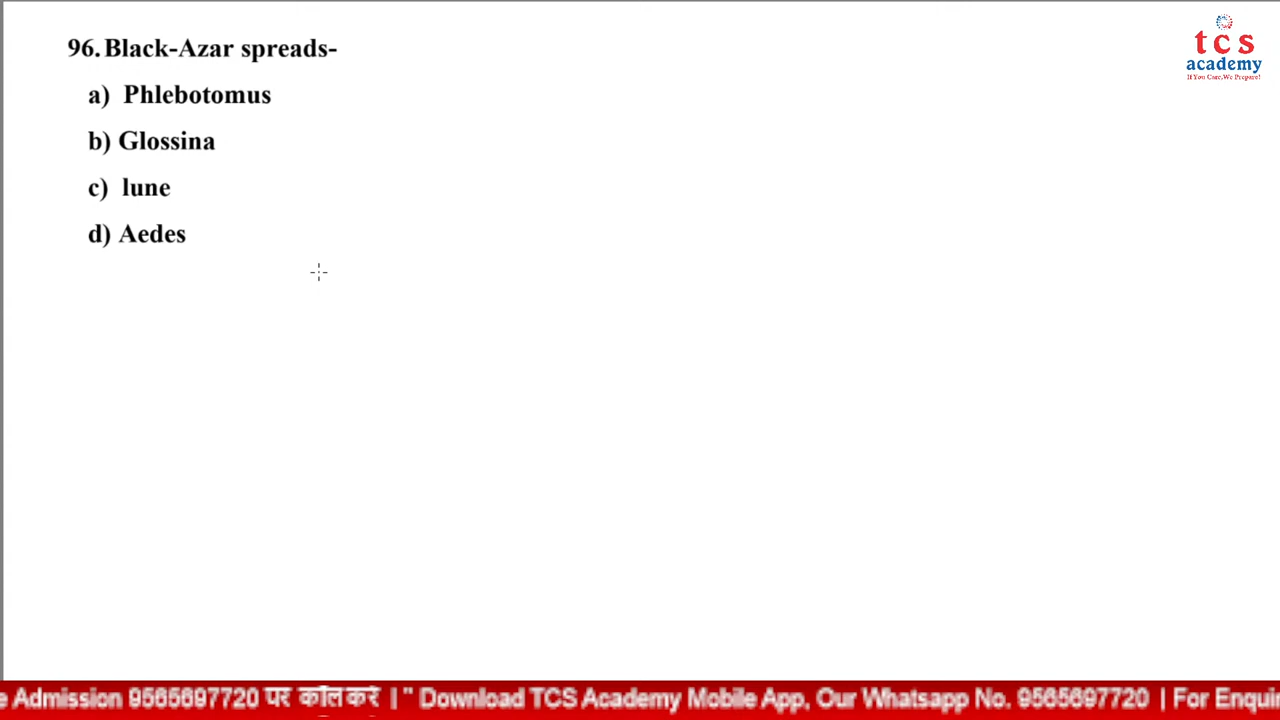 96. Black-Azar spreads-
a) Phlebotomus
b) Glossina
c) lune
d) Aedes
tcs
academy
If You Care, We Prepare!
e Admission 9565697720 पर कॉल करें | " Download TCS Academy Mobile App, Our Whatsapp No. 9565697720 | For Enqui